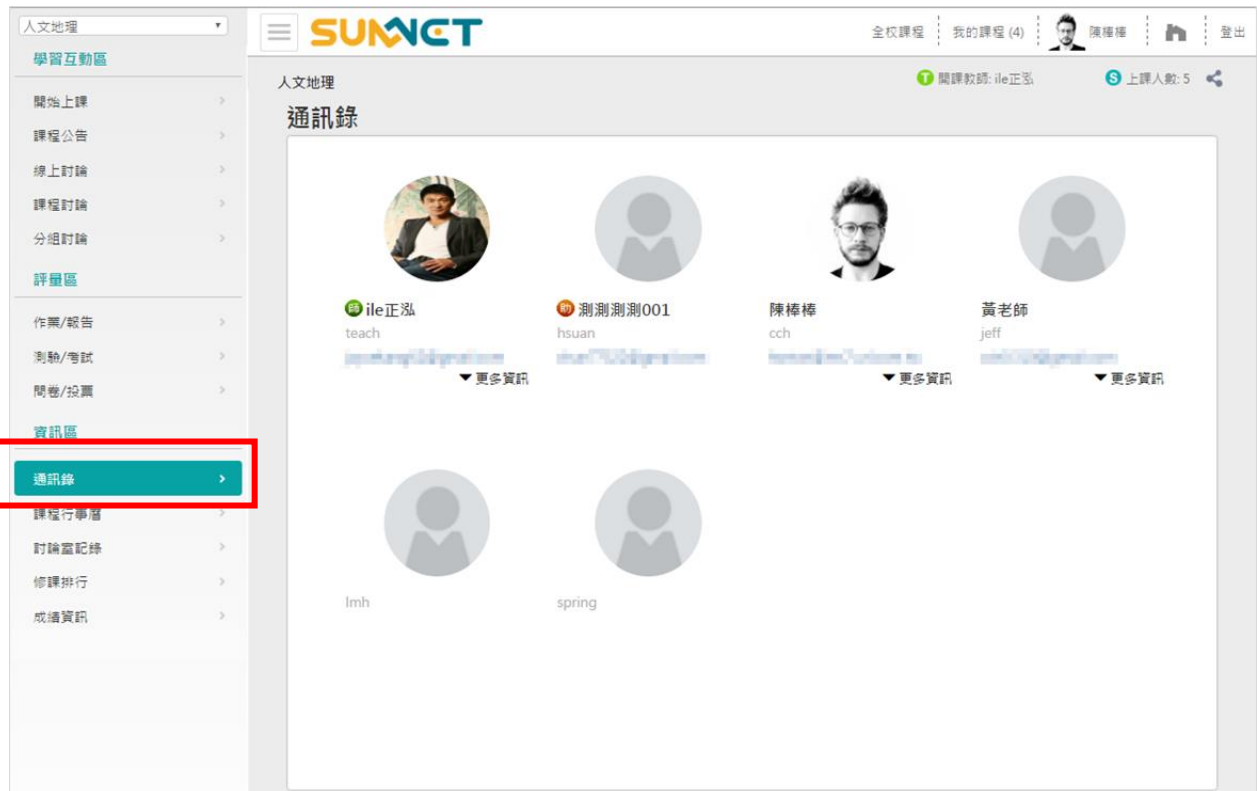 人文地理
SUNNET
全校課程
我的課程 (4)
陳棒棒
登出
學習互動區
開始上課
課程公告
線上討論
課程討論
分組討論
評量區
作業/報告
測驗/考試
問卷/投票
資訊區
通訊錄
課程行事曆
討論室記錄
修課排行
成績資訊
人文地理
T 開課教師: ile正泓
S 上課人數: 5
通訊錄
師 ile正泓
teach
更多資訊
助 測測測測001
hsuan
陳棒棒
cch
更多資訊
黃老師
jeff
更多資訊
lmh
spring